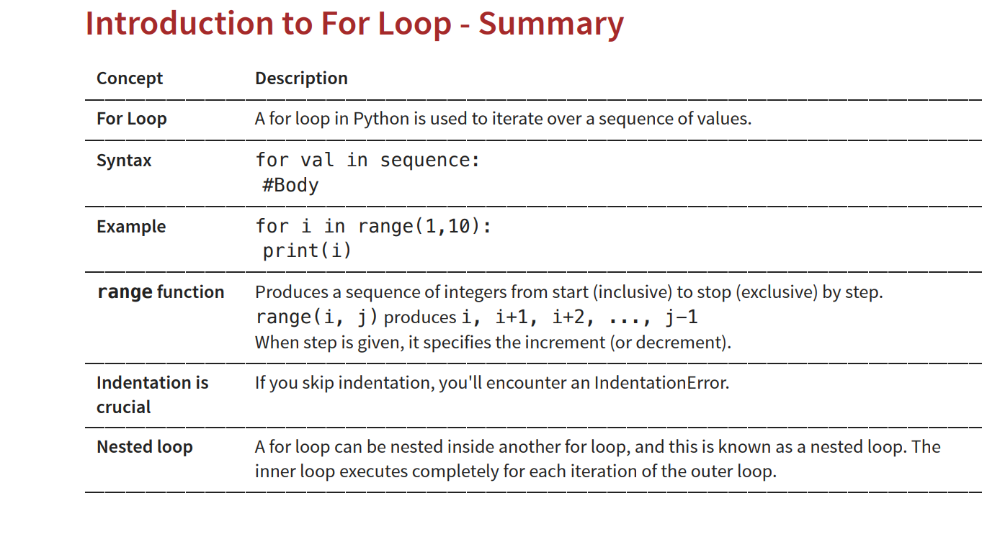 Introduction to For Loop - Summary
Concept Description
For Loop A for loop in Python is used to iterate over a sequence of values.
Syntax for val in sequence:
#Body
Example for i in range(1,10):
print(i)
range function Produces a sequence of integers from start (inclusive) to stop (exclusive) by step.
range(i, j) produces i, i+1, i+2, ..., j−1
When step is given, it specifies the increment (or decrement).
Indentation is If you skip indentation, you'll encounter an IndentationError.
crucial
Nested loop A for loop can be nested inside another for loop, and this is known as a nested loop. The
inner loop executes completely for each iteration of the outer loop.